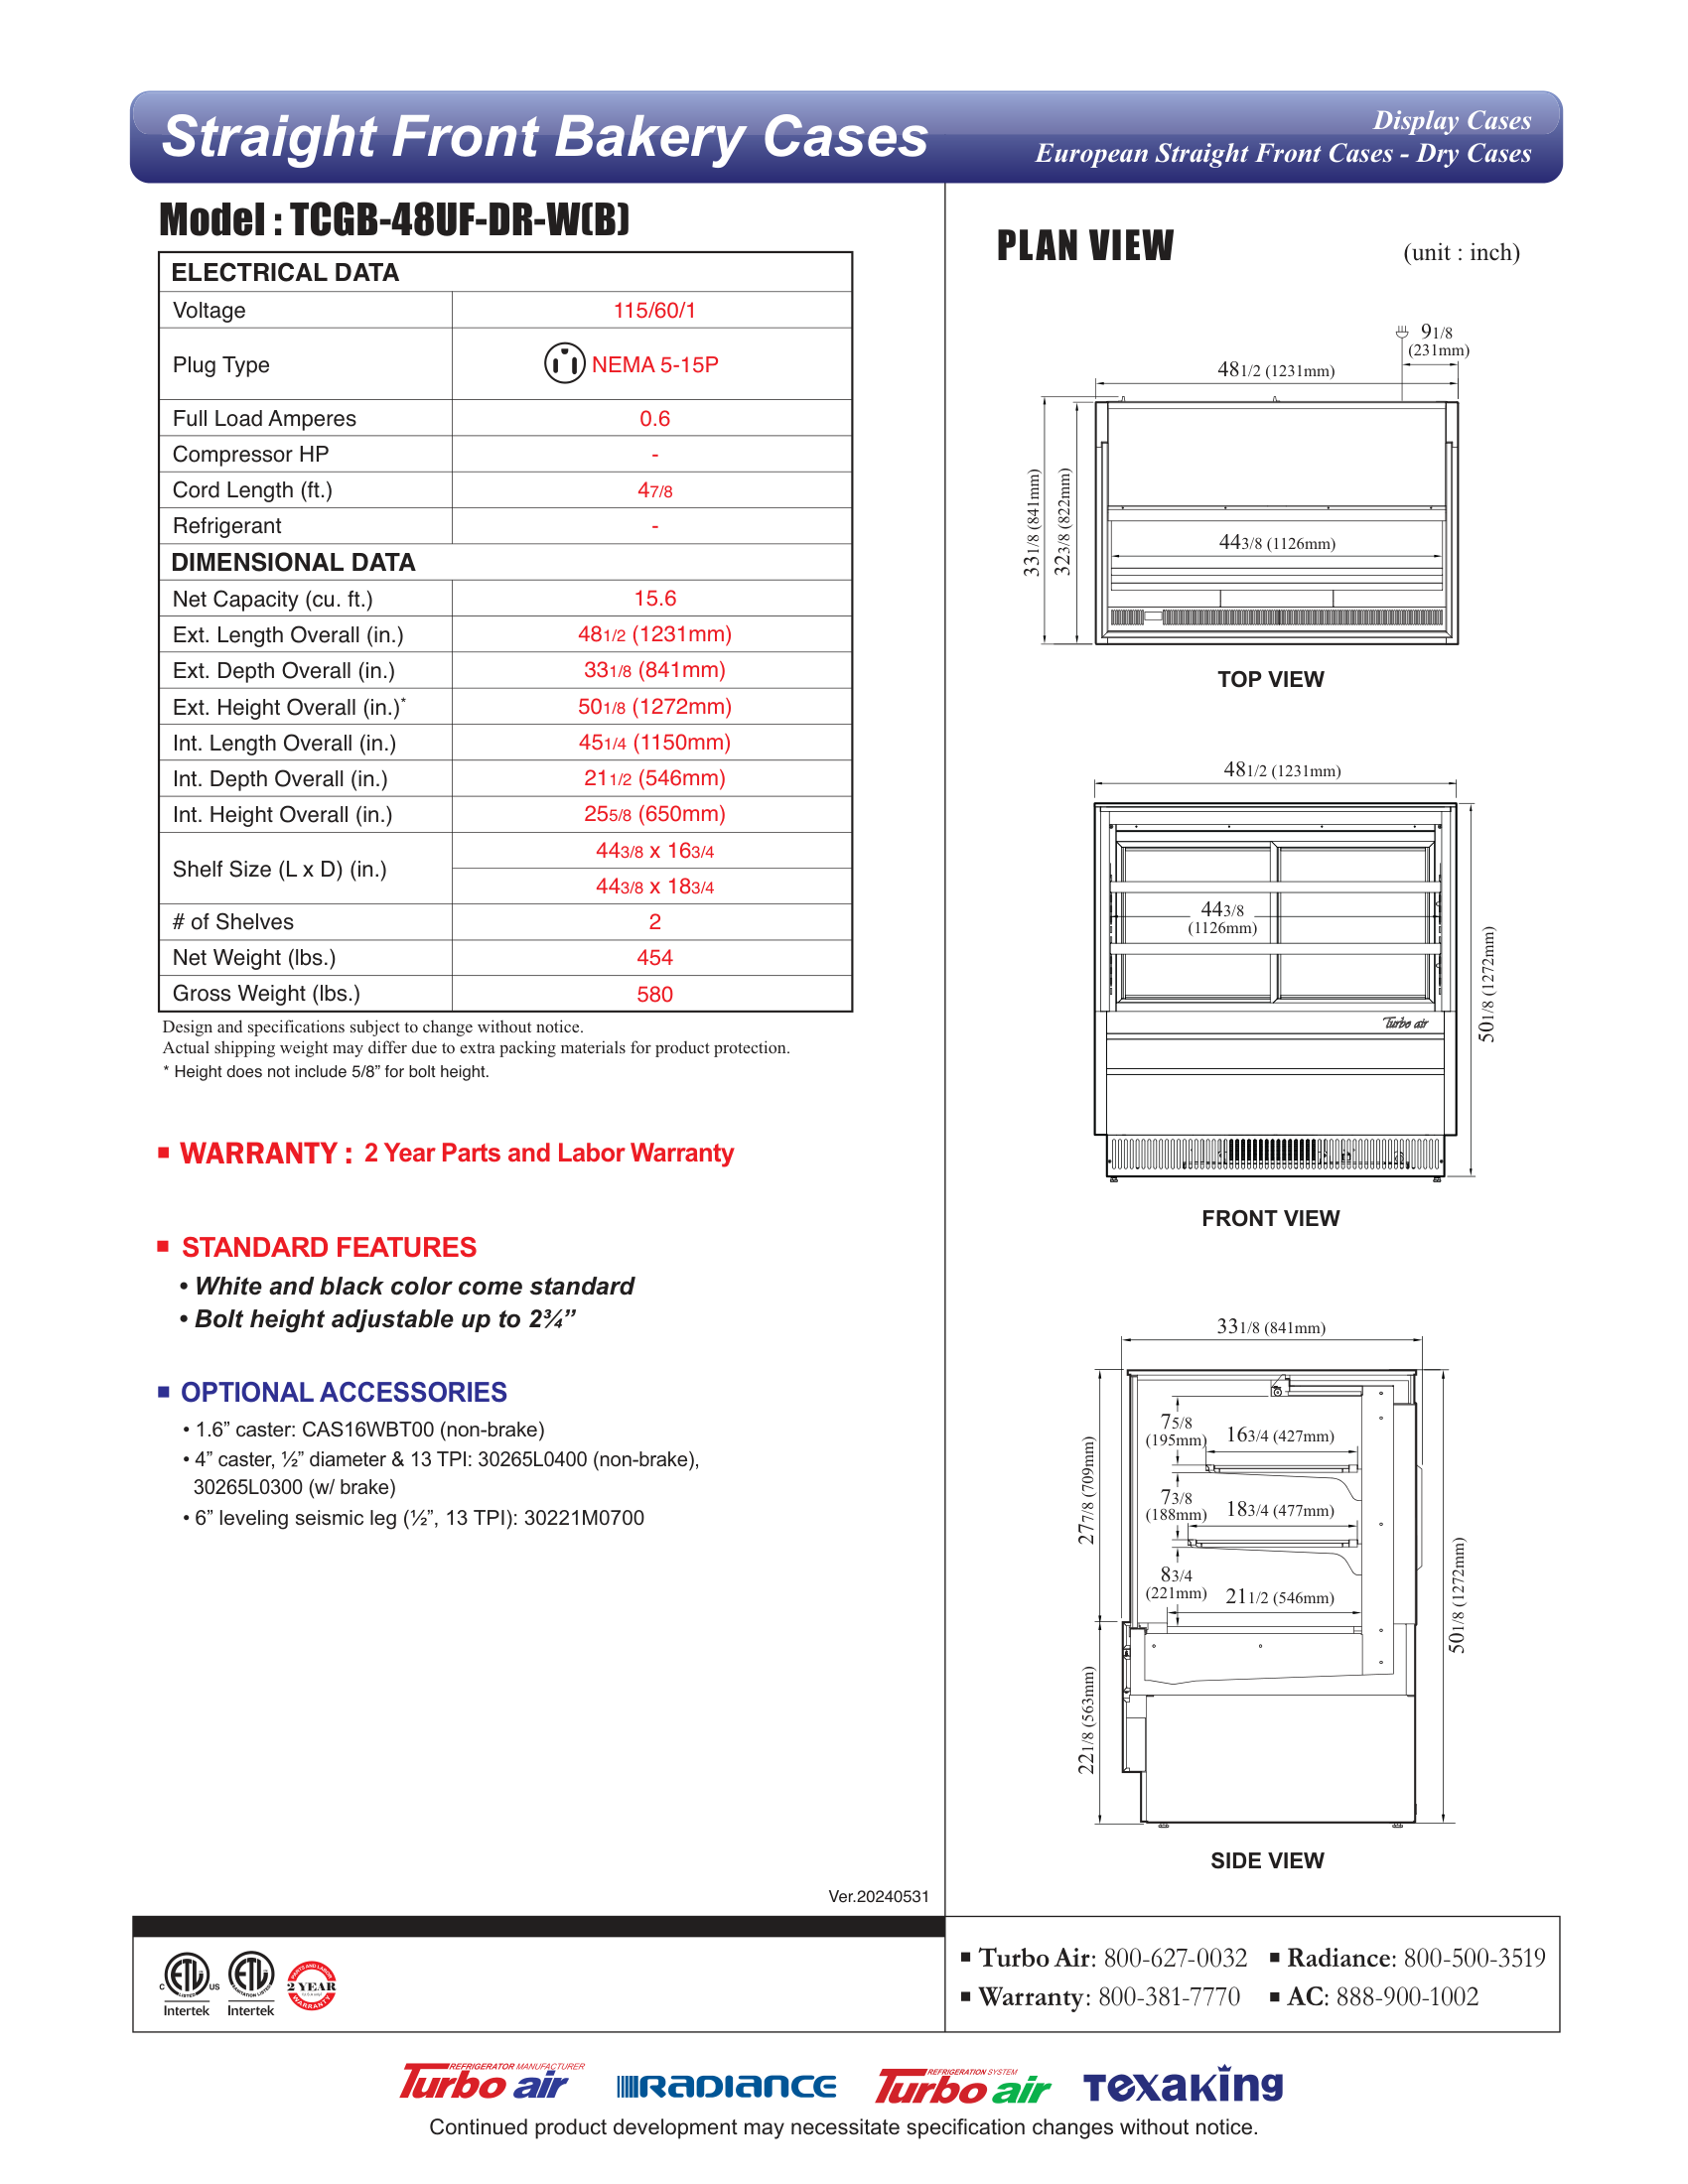 Straight Front Bakery Cases
Display Cases
European Straight Front Cases - Dry Cases
Model : TCGB-48UF-DR-W(B)
ELECTRICAL DATA
Voltage 115/60/1
Plug Type NEMA 5-15P
Full Load Amperes 0.6
Compressor HP -
Cord Length (ft.) 47/8
Refrigerant -
DIMENSIONAL DATA
Net Capacity (cu. ft.) 15.6
Ext. Length Overall (in.) 481/2 (1231mm)
Ext. Depth Overall (in.) 331/8 (841mm)
Ext. Height Overall (in.)* 501/8 (1272mm)
Int. Length Overall (in.) 451/4 (1150mm)
Int. Depth Overall (in.) 211/2 (546mm)
Int. Height Overall (in.) 255/8 (650mm)
Shelf Size (L x D) (in.) 443/8 x 163/4
443/8 x 183/4
# of Shelves 2
Net Weight (lbs.) 454
Gross Weight (lbs.) 580
Design and specifications subject to change without notice.
Actual shipping weight may differ due to extra packing materials for product protection.
* Height does not include 5/8” for bolt height.
■ WARRANTY : 2 Year Parts and Labor Warranty
■ STANDARD FEATURES
• White and black color come standard
• Bolt height adjustable up to 2¾”
■ OPTIONAL ACCESSORIES
• 1.6” caster: CAS16WBT00 (non-brake)
• 4” caster, ½” diameter & 13 TPI: 30265L0400 (non-brake),
30265L0300 (w/ brake)
• 6” leveling seismic leg (½”, 13 TPI): 30221M0700
Ver.20240531
PLAN VIEW
(unit : inch)
91/8
(231mm)
481/2 (1231mm)
331/8 (841mm)
323/8 (822mm)
443/8 (1126mm)
TOP VIEW
481/2 (1231mm)
443/8
(1126mm)
501/8 (1272mm)
Turbo air
FRONT VIEW
331/8 (841mm)
75/8
(195mm)
163/4 (427mm)
277/8 (709mm)
73/8
(188mm)
183/4 (477mm)
83/4
(221mm)
211/2 (546mm)
501/8 (1272mm)
221/8 (563mm)
SIDE VIEW
C ETL US
LISTED
Intertek
ETL
SANITATION LISTED
Intertek
PARTS AND LABOR
2 YEAR
WARRANTY
■ Turbo Air: 800-627-0032
■ Radiance: 800-500-3519
■ Warranty: 800-381-7770
■ AC: 888-900-1002
REFRIGERATOR MANUFACTURER
Turbo air
RADIANCE
REFRIGERATION SYSTEM
Turbo air
Texaking
Continued product development may necessitate specification changes without notice.